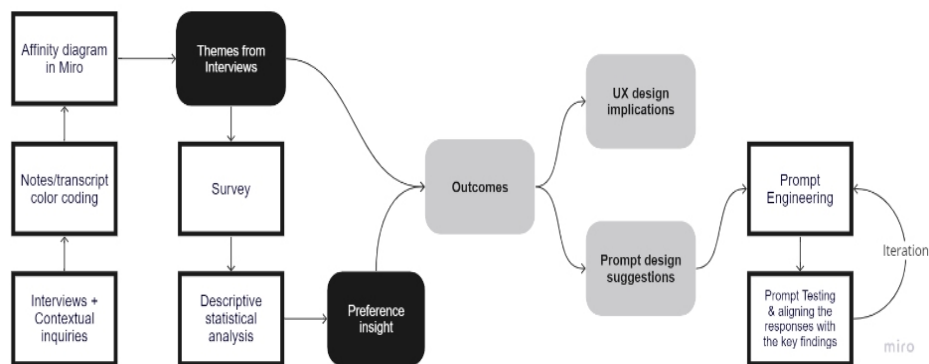 Affinity diagram
in Miro
Themes from
Interviews
UX design
implications
Notes/transcript
color coding
Survey
Outcomes
Prompt
Engineering
Iteration
Interviews +
Contextual
inquiries
Descriptive
statistical
analysis
Preference
insight
Prompt design
suggestions
Prompt Testing
& aligning the
responses with
the key findings
miro